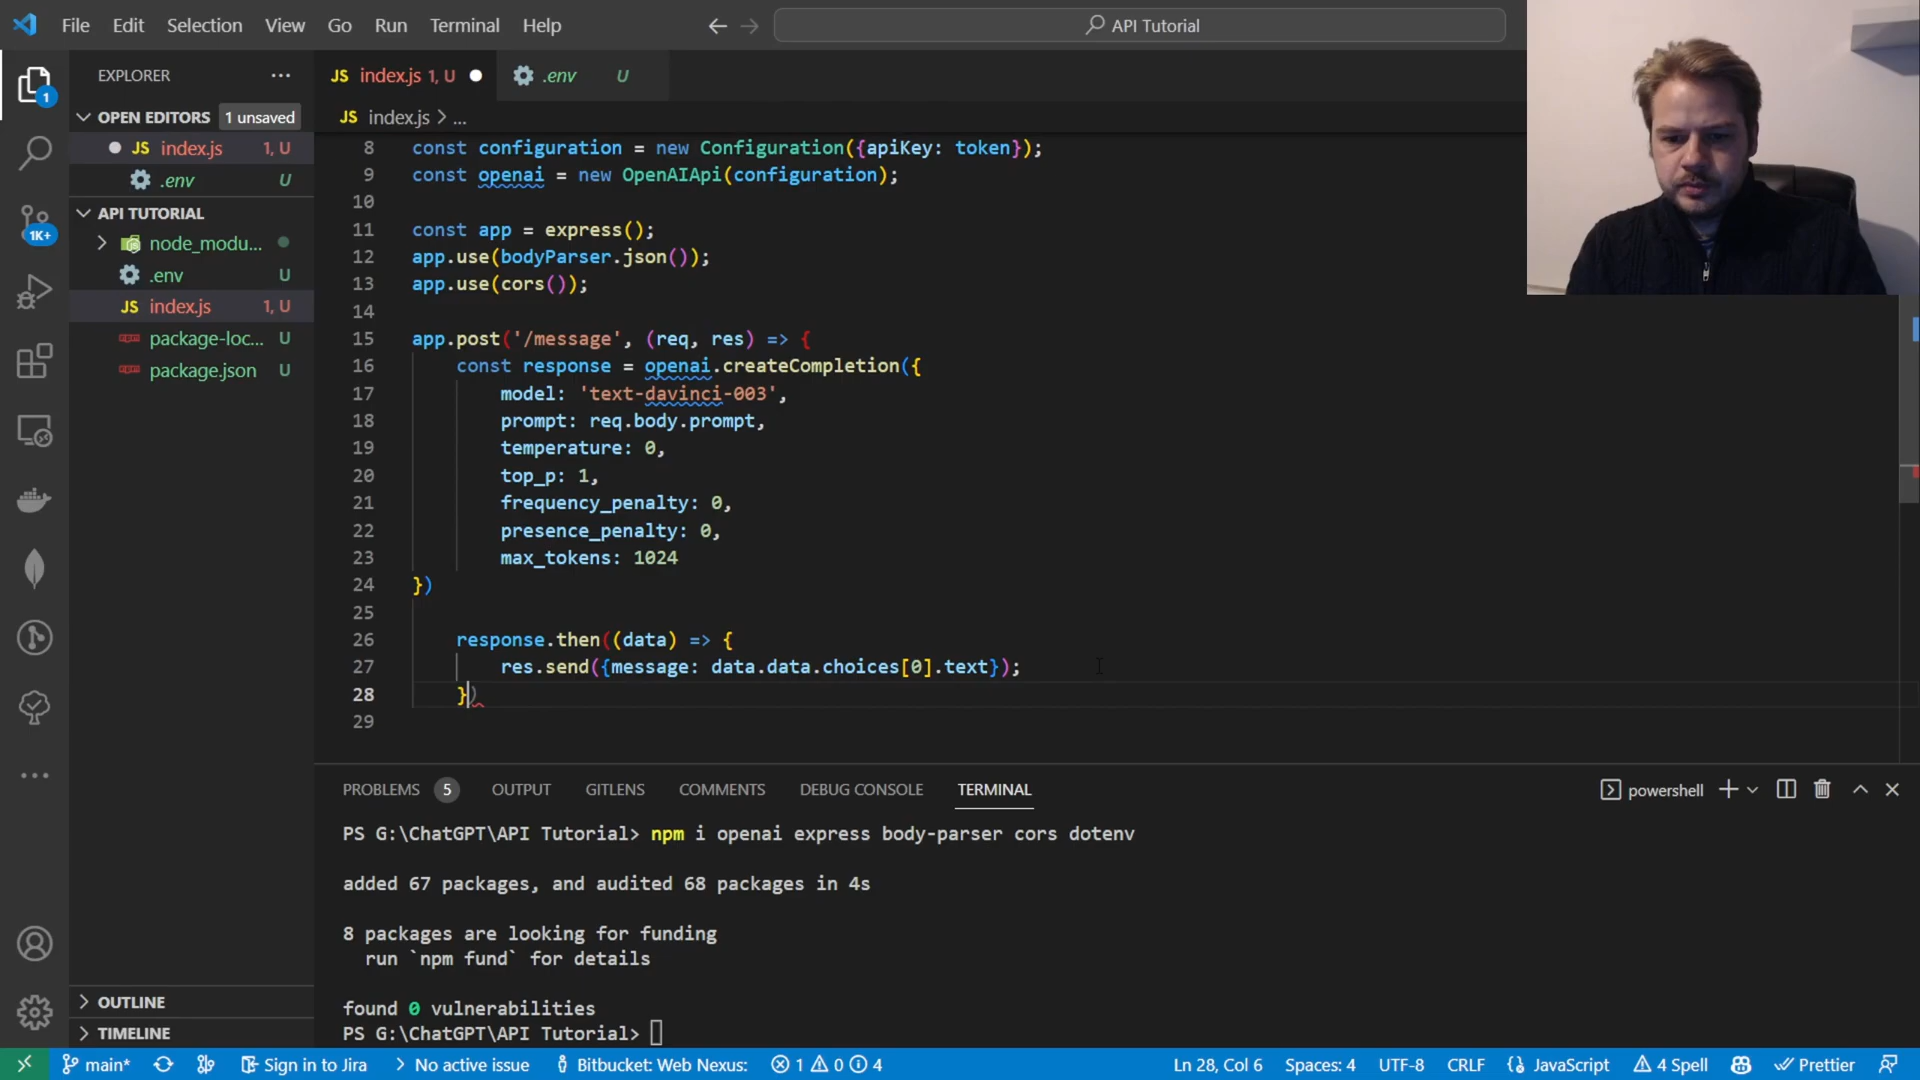 File Edit Selection View Go Run Terminal Help
API Tutorial
EXPLORER
OPEN EDITORS 1 unsaved
JS index.js 1, U
.env U
API TUTORIAL
node_modu...
.env U
JS index.js 1, U
package-loc... U
package.json U
OUTLINE
TIMELINE
1
1K+
JS index.js 1, U
.env U
JS index.js > ...
8 const configuration = new Configuration({apiKey: token});
9 const openai = new OpenAIApi(configuration);
10
11 const app = express();
12 app.use(bodyParser.json());
13 app.use(cors());
14
15 app.post('/message', (req, res) => {
16 const response = openai.createCompletion({
17 model: 'text-davinci-003',
18 prompt: req.body.prompt,
19 temperature: 0,
20 top_p: 1,
21 frequency_penalty: 0,
22 presence_penalty: 0,
23 max_tokens: 1024
24 })
25
26 response.then((data) => {
27 res.send({message: data.data.choices[0].text});
28 })
29
PROBLEMS 5 OUTPUT GITLENS COMMENTS DEBUG CONSOLE TERMINAL
powershell
PS G:\ChatGPT\API Tutorial> npm i openai express body-parser cors dotenv
added 67 packages, and audited 68 packages in 4s
8 packages are looking for funding
run `npm fund` for details
found 0 vulnerabilities
PS G:\ChatGPT\API Tutorial>
main* Sign in to Jira No active issue Bitbucket: Web Nexus: 1 0 4
Ln 28, Col 6 Spaces: 4 UTF-8 CRLF {} JavaScript 4 Spell Prettier